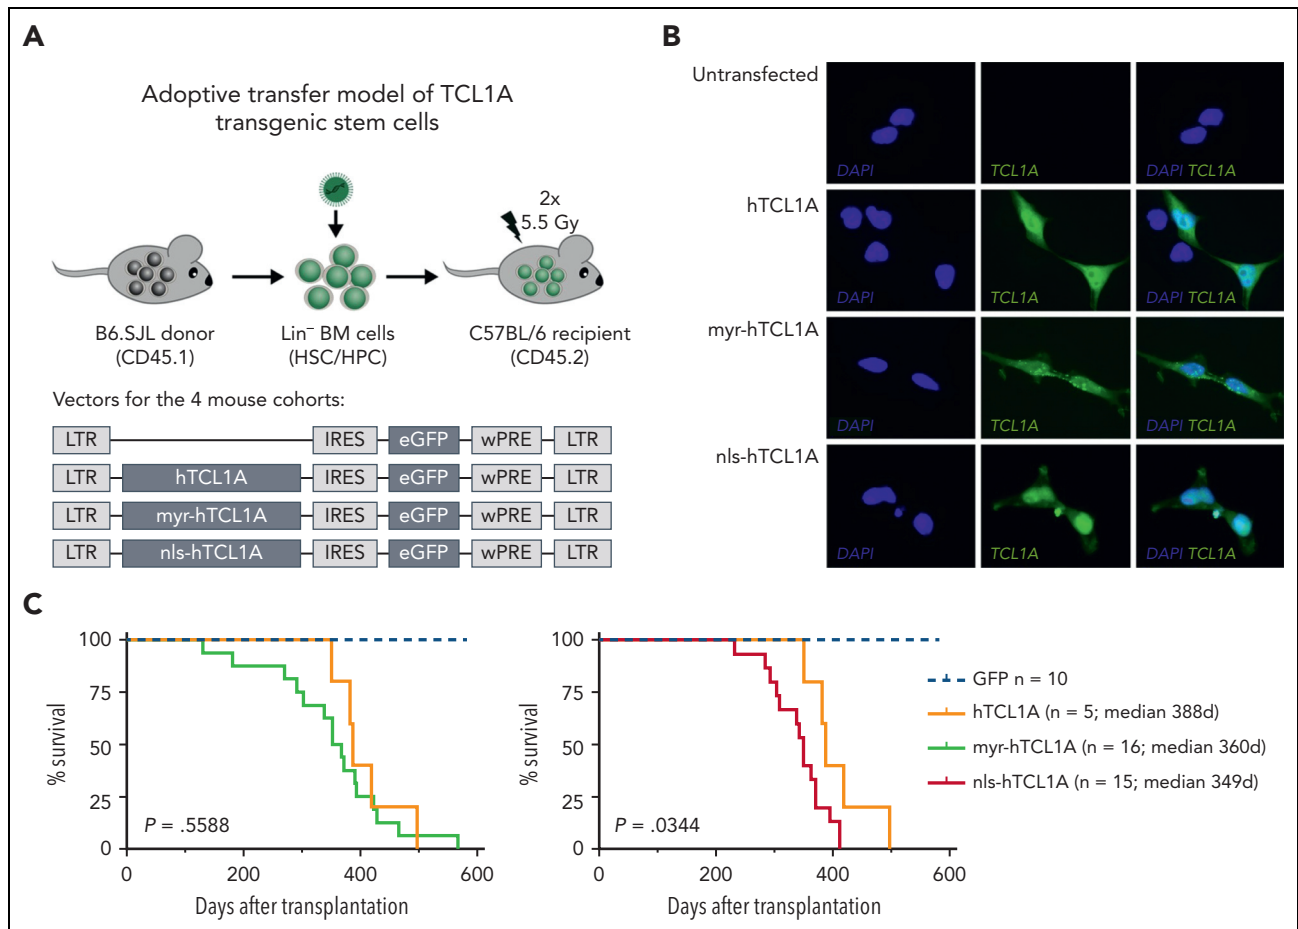 A
Adoptive transfer model of TCL1A
transgenic stem cells
2x
5.5 Gy
B6.SJL donor
(CD45.1)
Lin⁻ BM cells
(HSC/HPC)
C57BL/6 recipient
(CD45.2)
Vectors for the 4 mouse cohorts:
LTR IRES eGFP wPRE LTR
LTR hTCL1A IRES eGFP wPRE LTR
LTR myr-hTCL1A IRES eGFP wPRE LTR
LTR nls-hTCL1A IRES eGFP wPRE LTR
B
Untransfected
DAPI TCL1A DAPI TCL1A
hTCL1A
DAPI TCL1A DAPI TCL1A
myr-hTCL1A
DAPI TCL1A DAPI TCL1A
nls-hTCL1A
DAPI TCL1A DAPI TCL1A
C
% survival
100
75
50
25
0
P = .5588
0 200 400 600
Days after transplantation
% survival
100
75
50
25
0
P = .0344
0 200 400 600
Days after transplantation
GFP n = 10
hTCL1A (n = 5; median 388d)
myr-hTCL1A (n = 16; median 360d)
nls-hTCL1A (n = 15; median 349d)